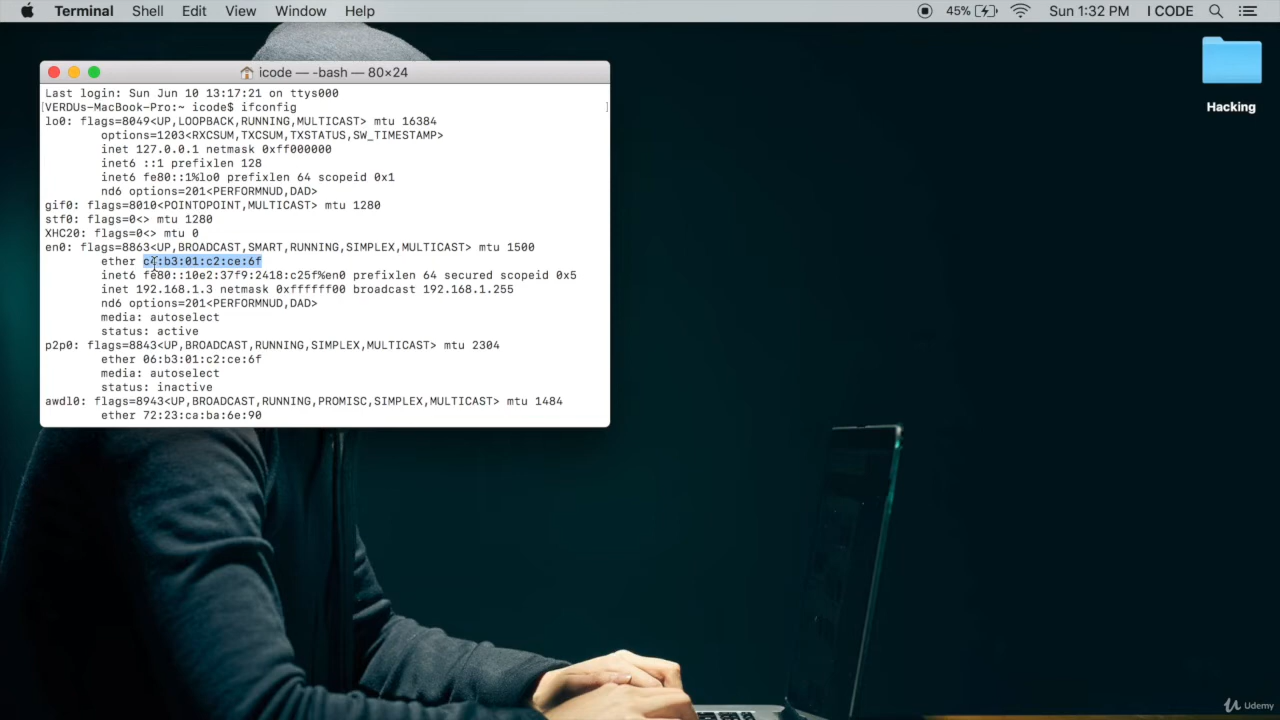 Terminal Shell Edit View Window Help 45% Sun 1:32 PM I CODE
Hacking
icode — -bash — 80×24
Last login: Sun Jun 10 13:17:21 on ttys000
[VERDUs-MacBook-Pro:~ icode$ ifconfig ]
lo0: flags=8049<UP,LOOPBACK,RUNNING,MULTICAST> mtu 16384
options=1203<RXCSUM,TXCSUM,TXSTATUS,SW_TIMESTAMP>
inet 127.0.0.1 netmask 0xff000000
inet6 ::1 prefixlen 128
inet6 fe80::1%lo0 prefixlen 64 scopeid 0x1
nd6 options=201<PERFORMNUD,DAD>
gif0: flags=8010<POINTOPOINT,MULTICAST> mtu 1280
stf0: flags=0<> mtu 1280
XHC20: flags=0<> mtu 0
en0: flags=8863<UP,BROADCAST,SMART,RUNNING,SIMPLEX,MULTICAST> mtu 1500
ether c4:b3:01:c2:ce:6f
inet6 fe80::10e2:37f9:2418:c25f%en0 prefixlen 64 secured scopeid 0x5
inet 192.168.1.3 netmask 0xffffff00 broadcast 192.168.1.255
nd6 options=201<PERFORMNUD,DAD>
media: autoselect
status: active
p2p0: flags=8843<UP,BROADCAST,RUNNING,SIMPLEX,MULTICAST> mtu 2304
ether 06:b3:01:c2:ce:6f
media: autoselect
status: inactive
awdl0: flags=8943<UP,BROADCAST,RUNNING,PROMISC,SIMPLEX,MULTICAST> mtu 1484
ether 72:23:ca:ba:6e:90
Udemy